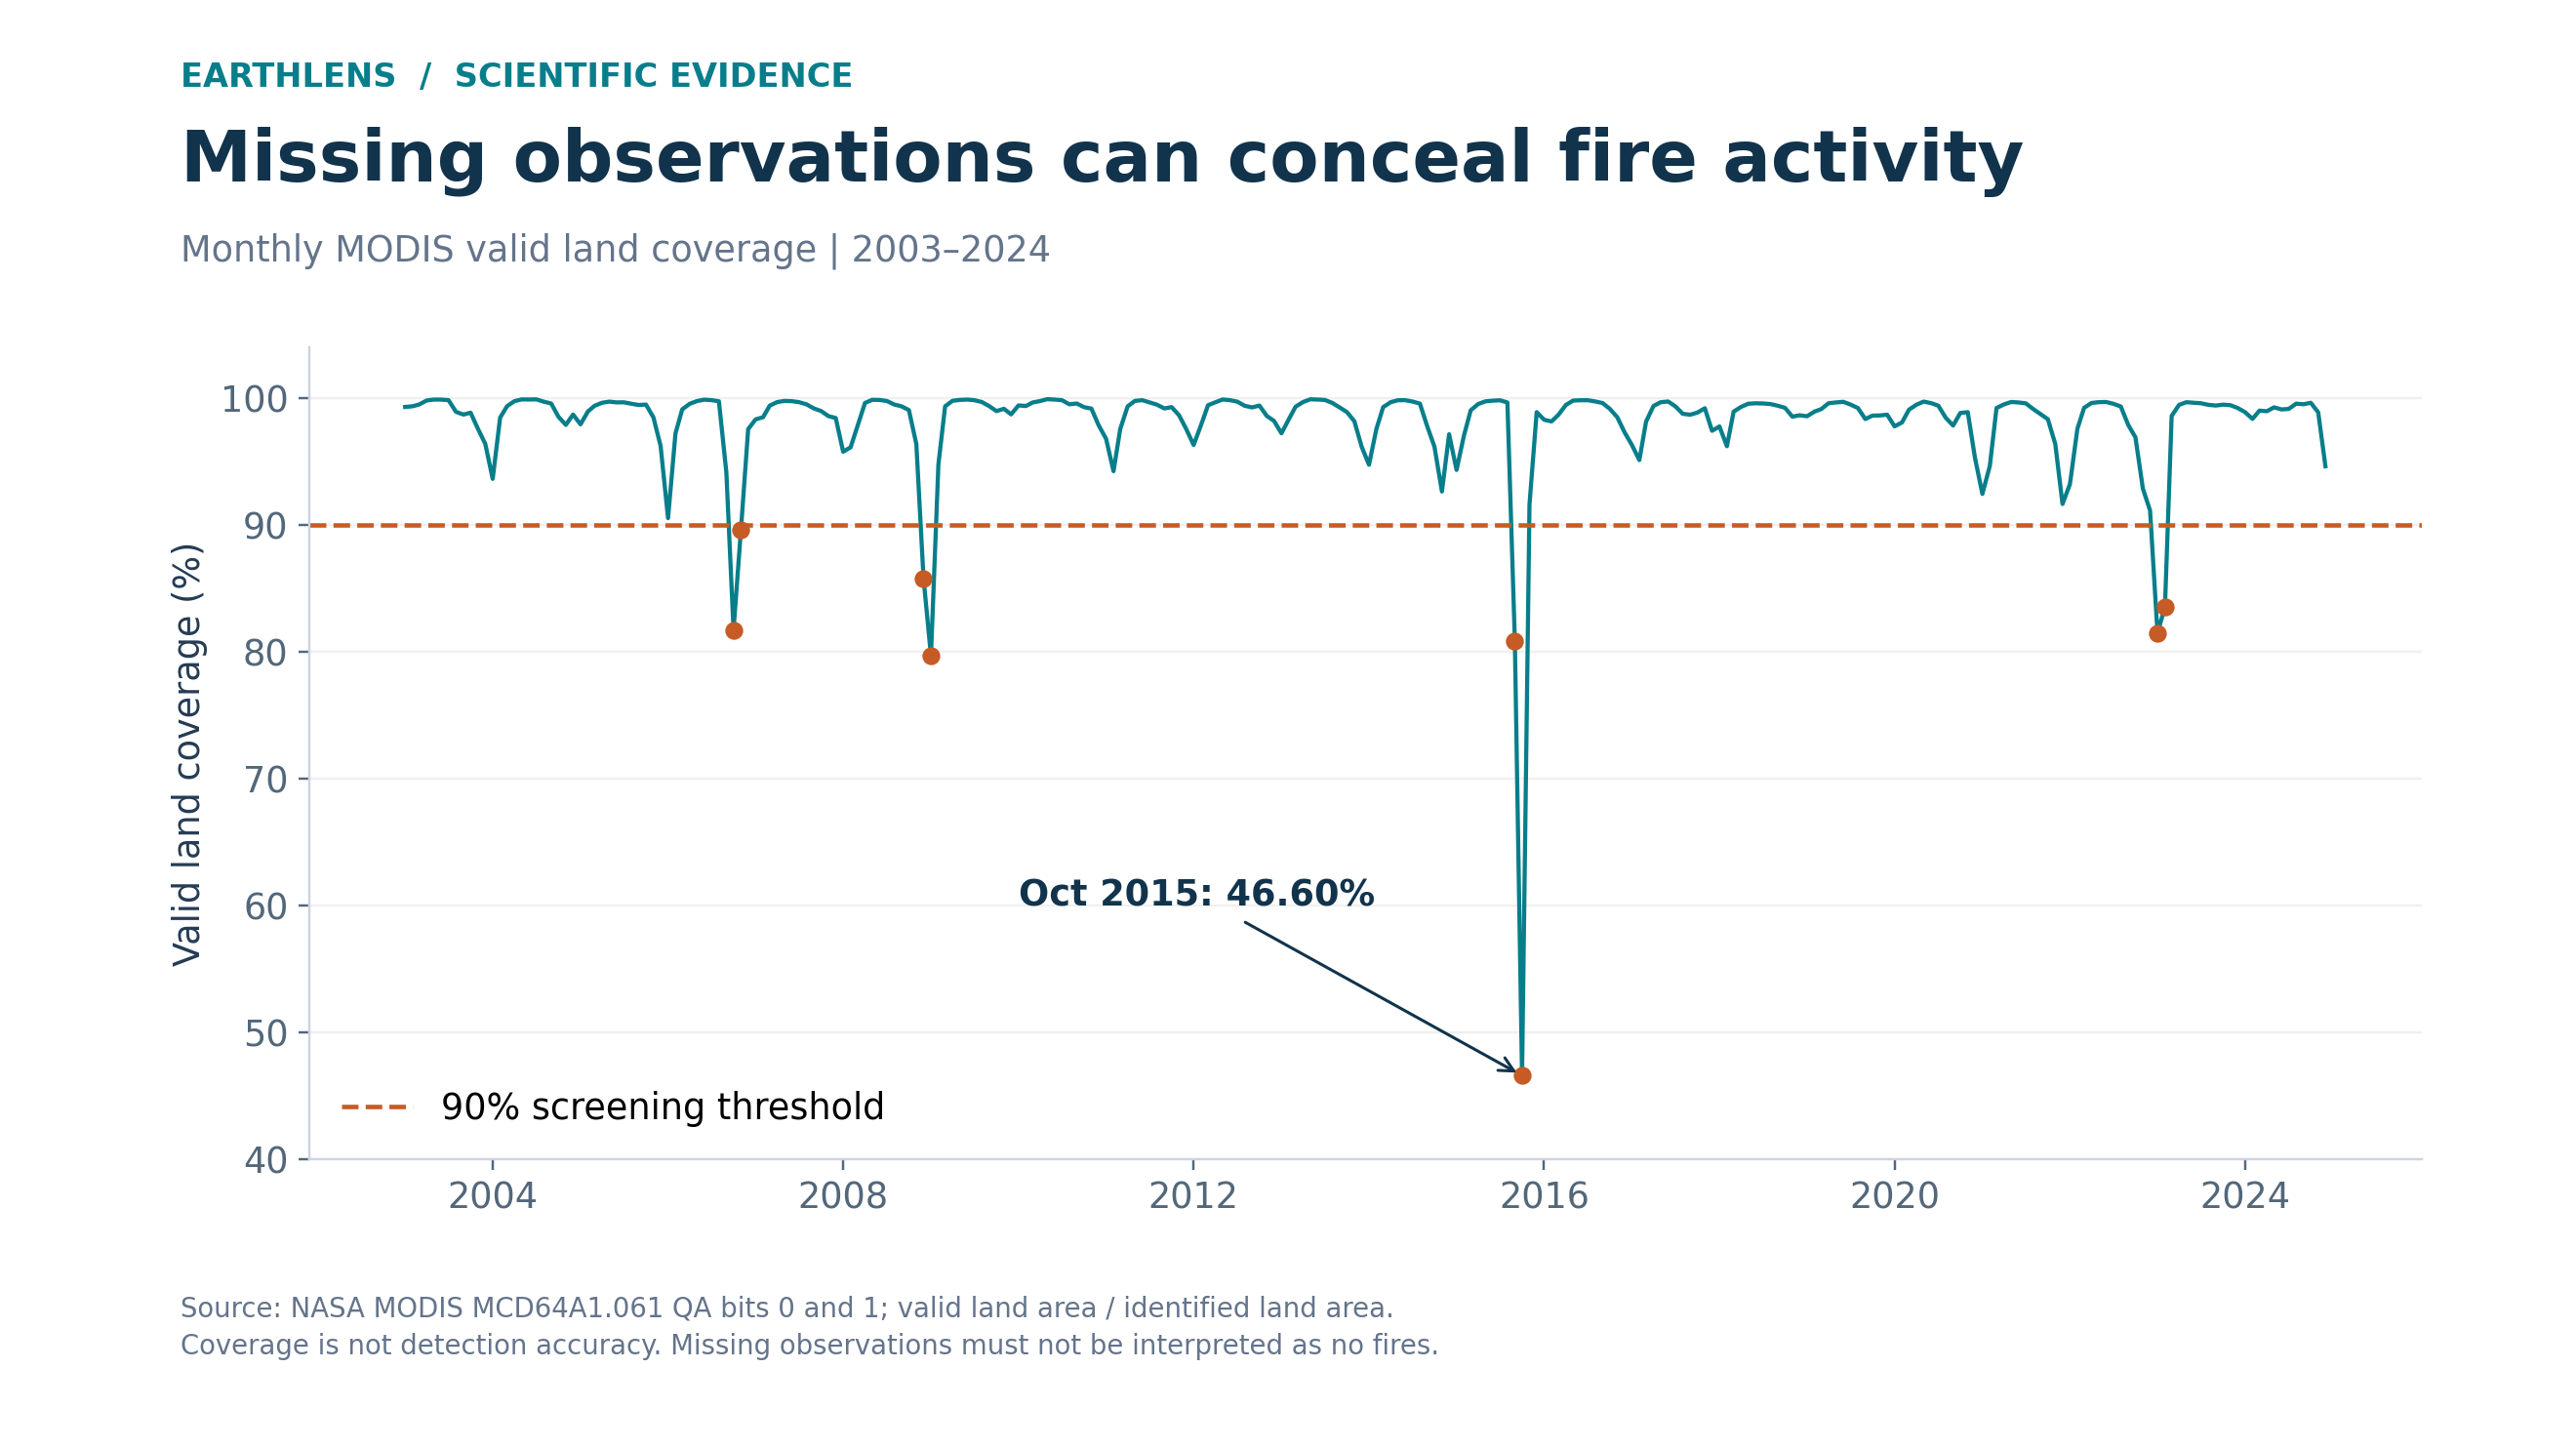 EARTHLENS / SCIENTIFIC EVIDENCE
Missing observations can conceal fire activity
Monthly MODIS valid land coverage | 2003–2024
Valid land coverage (%)
100
90
80
70
60
50
40
Oct 2015: 46.60%
90% screening threshold
2004 2008 2012 2016 2020 2024
Source: NASA MODIS MCD64A1.061 QA bits 0 and 1; valid land area / identified land area.
Coverage is not detection accuracy. Missing observations must not be interpreted as no fires.